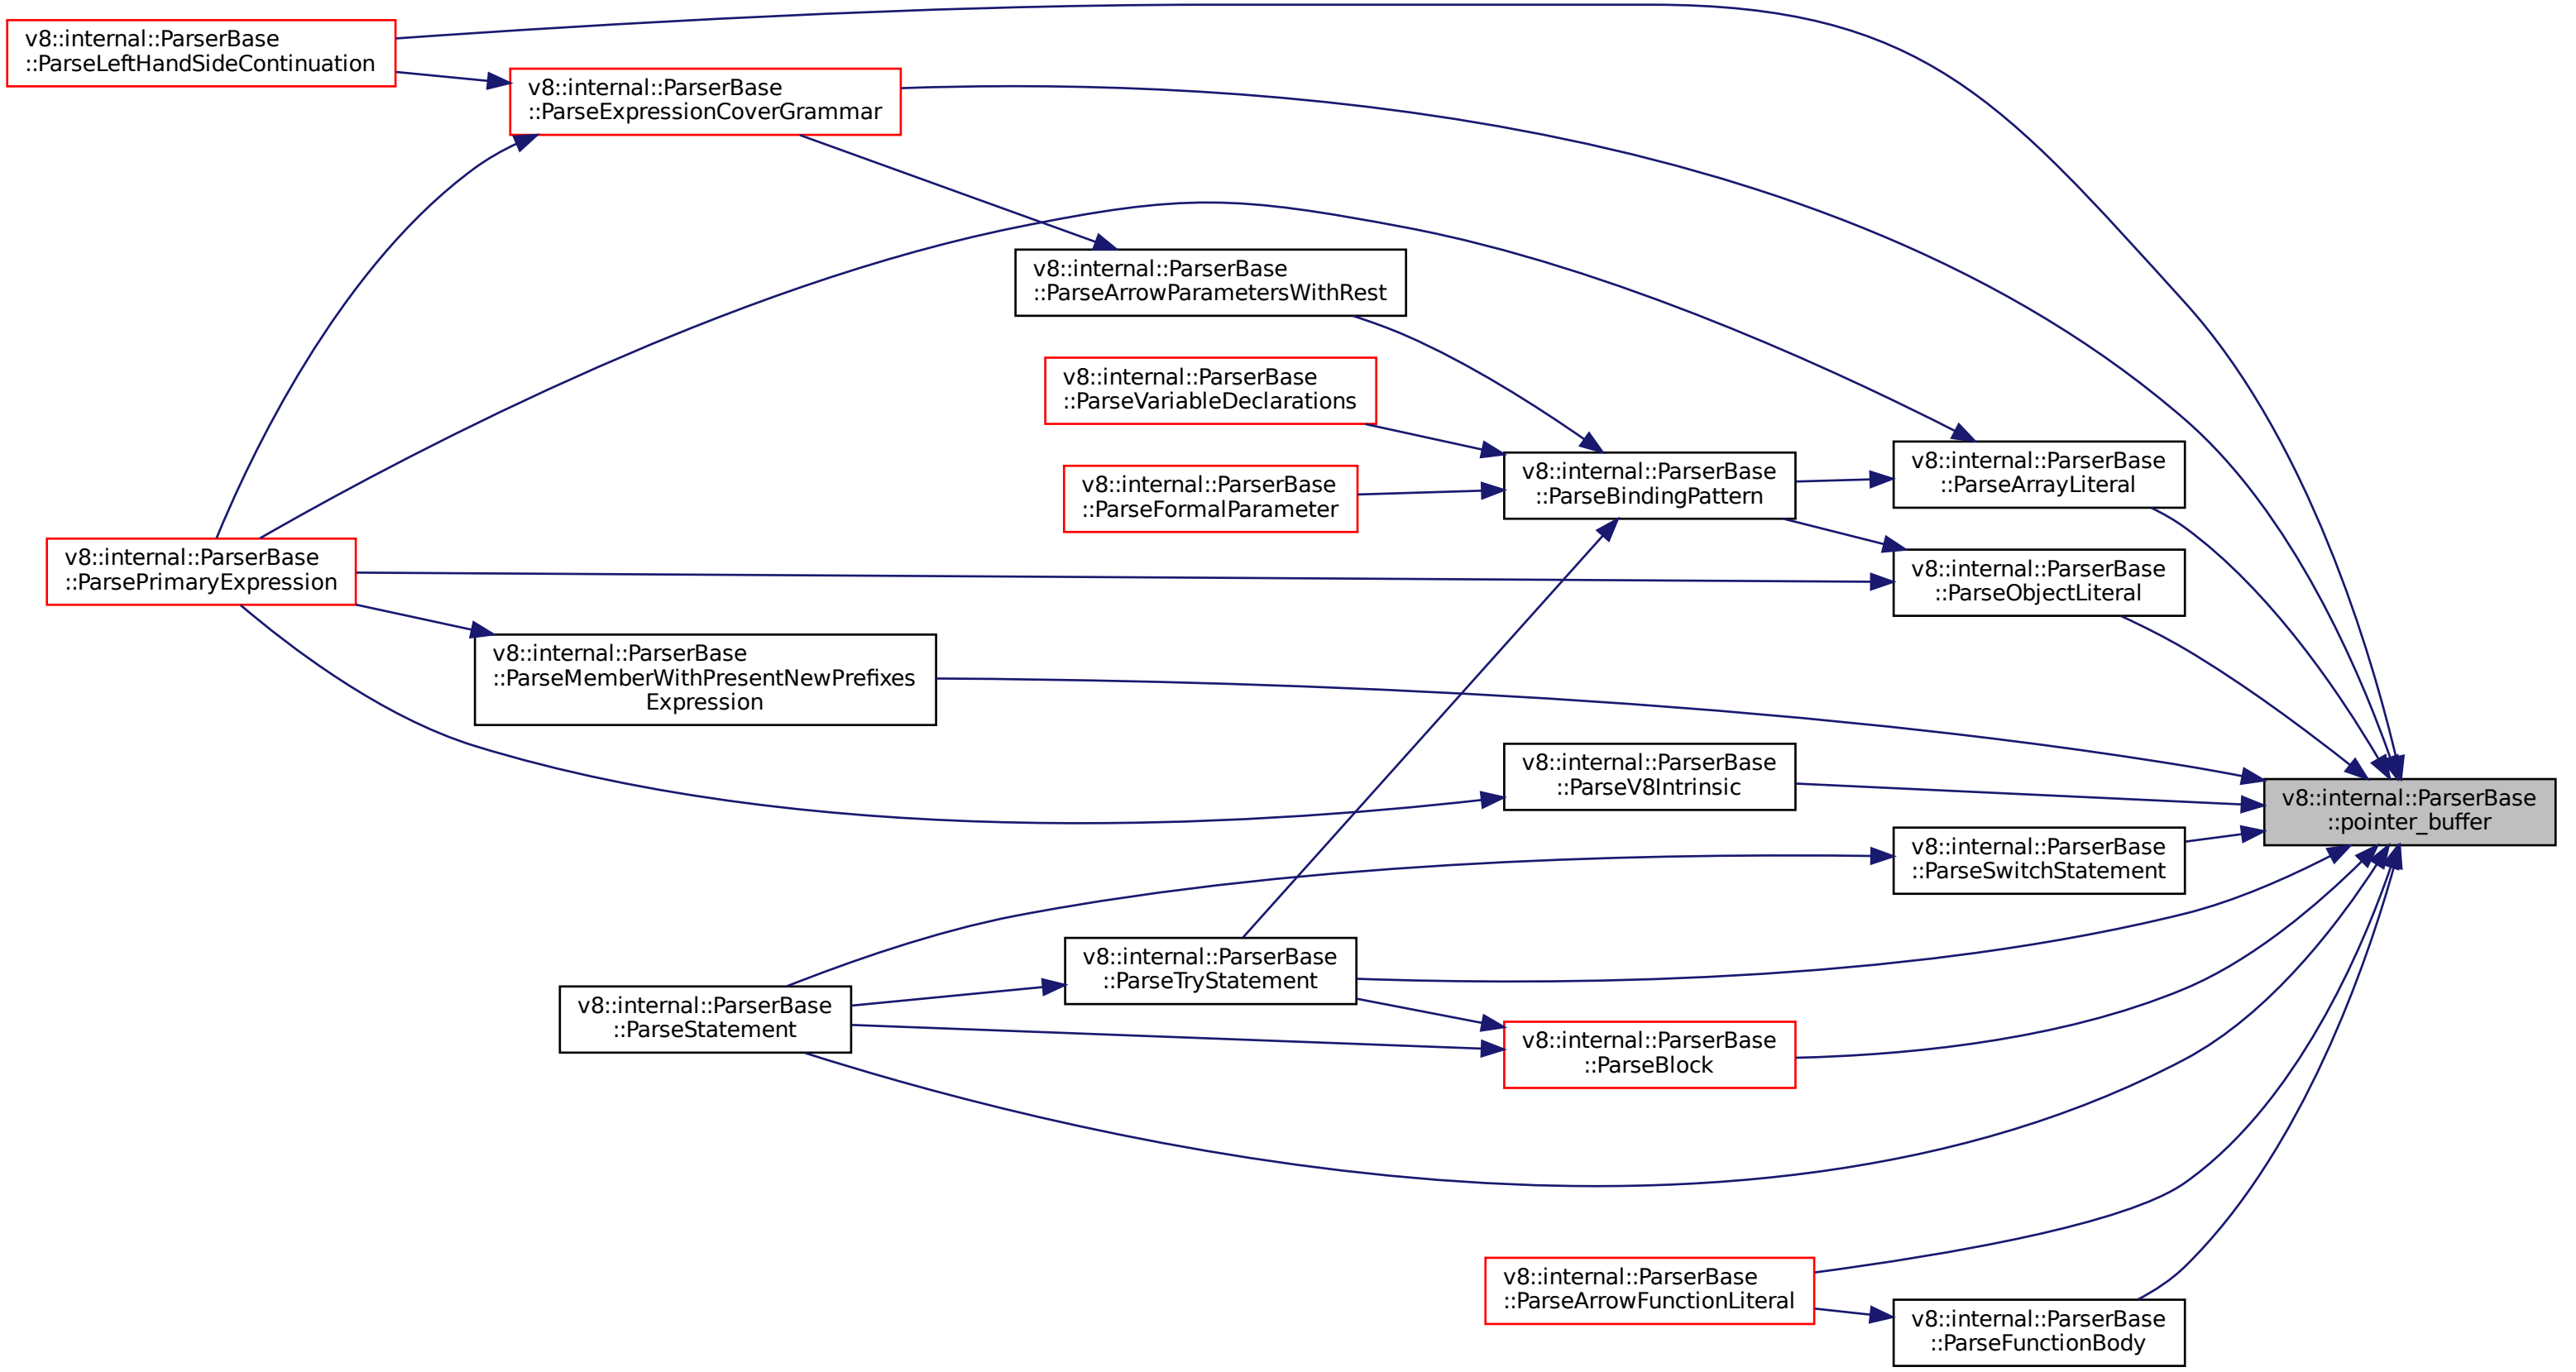 v8::internal::ParserBase
::ParseLeftHandSideContinuation
v8::internal::ParserBase
::ParseExpressionCoverGrammar
v8::internal::ParserBase
::ParseArrowParametersWithRest
v8::internal::ParserBase
::ParseVariableDeclarations
v8::internal::ParserBase
::ParseFormalParameter
v8::internal::ParserBase
::ParseBindingPattern
v8::internal::ParserBase
::ParseArrayLiteral
v8::internal::ParserBase
::ParseObjectLiteral
v8::internal::ParserBase
::ParsePrimaryExpression
v8::internal::ParserBase
::ParseMemberWithPresentNewPrefixes
Expression
v8::internal::ParserBase
::ParseV8Intrinsic
v8::internal::ParserBase
::pointer_buffer
v8::internal::ParserBase
::ParseSwitchStatement
v8::internal::ParserBase
::ParseTryStatement
v8::internal::ParserBase
::ParseStatement
v8::internal::ParserBase
::ParseBlock
v8::internal::ParserBase
::ParseArrowFunctionLiteral
v8::internal::ParserBase
::ParseFunctionBody